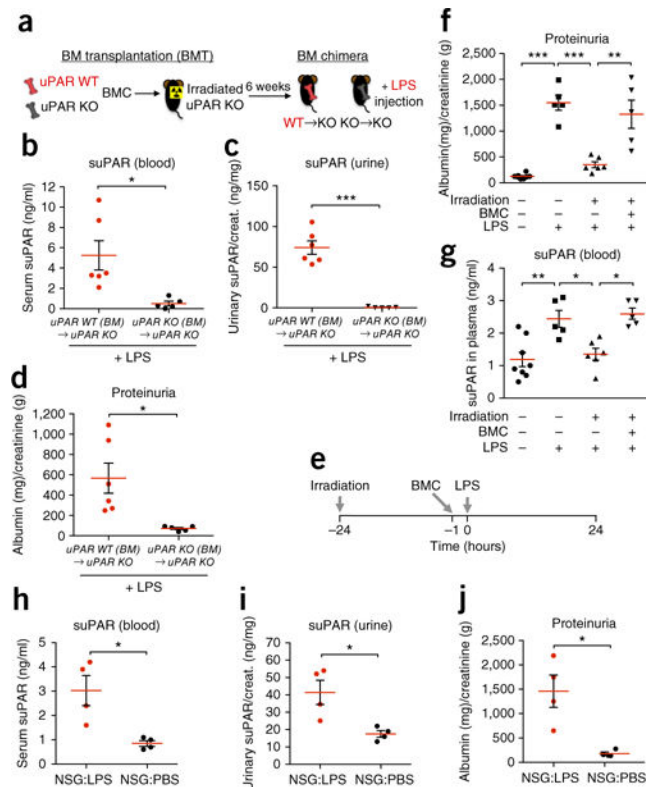 a
BM transplantation (BMT)
BM chimera
uPAR WT
uPAR KO
BMC
Irradiated
uPAR KO
6 weeks
+ LPS
injection
WT→KO KO→KO
b
suPAR (blood)
*
Serum suPAR (ng/ml)
14
12
10
8
6
4
2
0
uPAR WT (BM)
→ uPAR KO
uPAR KO (BM)
→ uPAR KO
+ LPS
c
suPAR (urine)
***
Urinary suPAR/creat. (ng/mg)
150
100
50
0
uPAR WT (BM)
→ uPAR KO
uPAR KO (BM)
→ uPAR KO
+ LPS
d
Proteinuria
*
Albumin (mg)/creatinine (g)
1,200
1,000
800
600
400
200
0
uPAR WT (BM)
→ uPAR KO
uPAR KO (BM)
→ uPAR KO
+ LPS
e
Irradiation
BMC
LPS
–24
–1
0
24
Time (hours)
f
Proteinuria
*** *** **
Albumin(mg)/creatinine (g)
2,500
2,000
1,500
1,000
500
0
Irradiation – – + +
BMC – – – +
LPS – + + +
g
suPAR (blood)
** * *
suPAR in plasma (ng/ml)
4
3
2
1
0
Irradiation – – + +
BMC – – – +
LPS – + + +
h
suPAR (blood)
*
Serum suPAR (ng/ml)
5
4
3
2
1
0
NSG:LPS NSG:PBS
i
suPAR (urine)
*
Urinary suPAR/creat. (ng/mg)
60
50
40
30
20
10
0
NSG:LPS NSG:PBS
j
Proteinuria
*
Albumin (mg)/creatinine (g)
2,500
2,000
1,500
1,000
500
0
NSG:LPS NSG:PBS